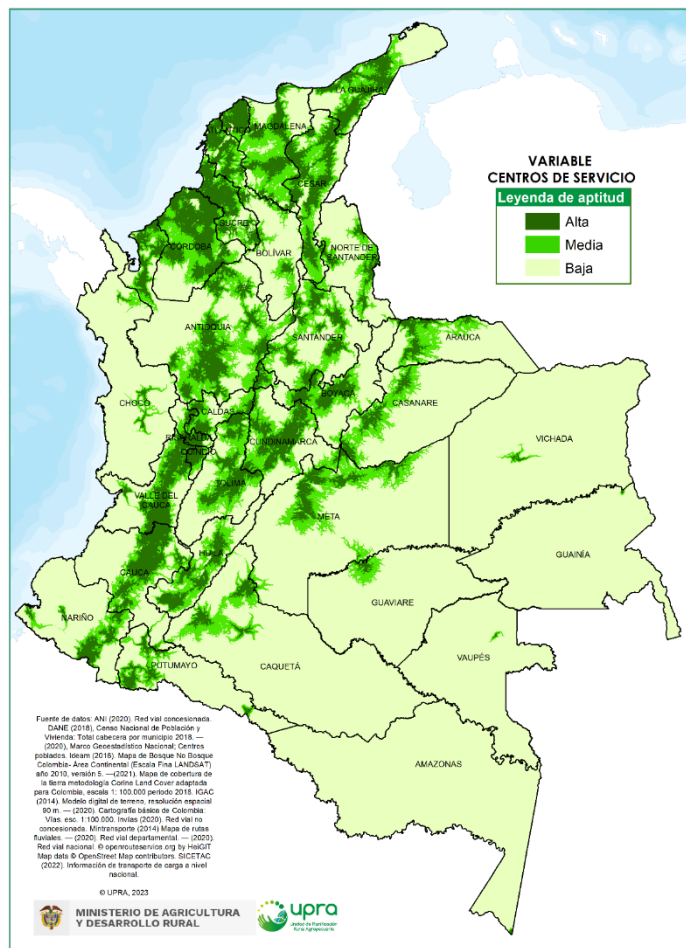 LA GUAJIRA
ATLÁNTICO
MAGDALENA
CESAR
VARIABLE
CENTROS DE SERVICIO
Leyenda de aptitud
Alta
Media
Baja
SUCRE
CÓRDOBA
BOLÍVAR
NORTE DE
SANTANDER
ANTIOQUIA
SANTANDER
ARAUCA
CHOCÓ
CALDAS
BOYACÁ
CASANARE
RISARALDA
QUINDÍO
CUNDINAMARCA
VICHADA
TOLIMA
VALLE DEL
CAUCA
META
GUAINÍA
HUILA
CAUCA
GUAVIARE
NARIÑO
VAUPÉS
PUTUMAYO
CAQUETÁ
AMAZONAS
Fuente de datos: ANI (2020). Red vial concesionada.
DANE (2018), Censo Nacional de Población y
Vivienda: Total cabecera por municipio 2018. —
(2020), Marco Geoestadístico Nacional; Centros
poblados. Ideam (2016). Mapa de Bosque No Bosque
Colombia- Área Continental (Escala Fina LANDSAT)
año 2010, versión 5. —(2021). Mapa de cobertura de
la tierra metodología Corine Land Cover adaptada
para Colombia, escala 1: 100.000 periodo 2018. IGAC
(2014). Modelo digital de terreno, resolución espacial
90 m. — (2020). Cartografía básica de Colombia:
Vías. esc. 1:100.000. Invías (2020). Red vial no
concesionada. Mintransporte (2014) Mapa de rutas
fluviales. — (2020). Red vial departamental. — (2020).
Red vial nacional. © openrouteservice.org by HeiGIT
Map data © OpenStreet Map contributors. SICETAC
(2022). Información de transporte de carga a nivel
nacional.
© UPRA, 2023
MINISTERIO DE AGRICULTURA
Y DESARROLLO RURAL
upra
Unidad de Planificación
Rural Agropecuaria